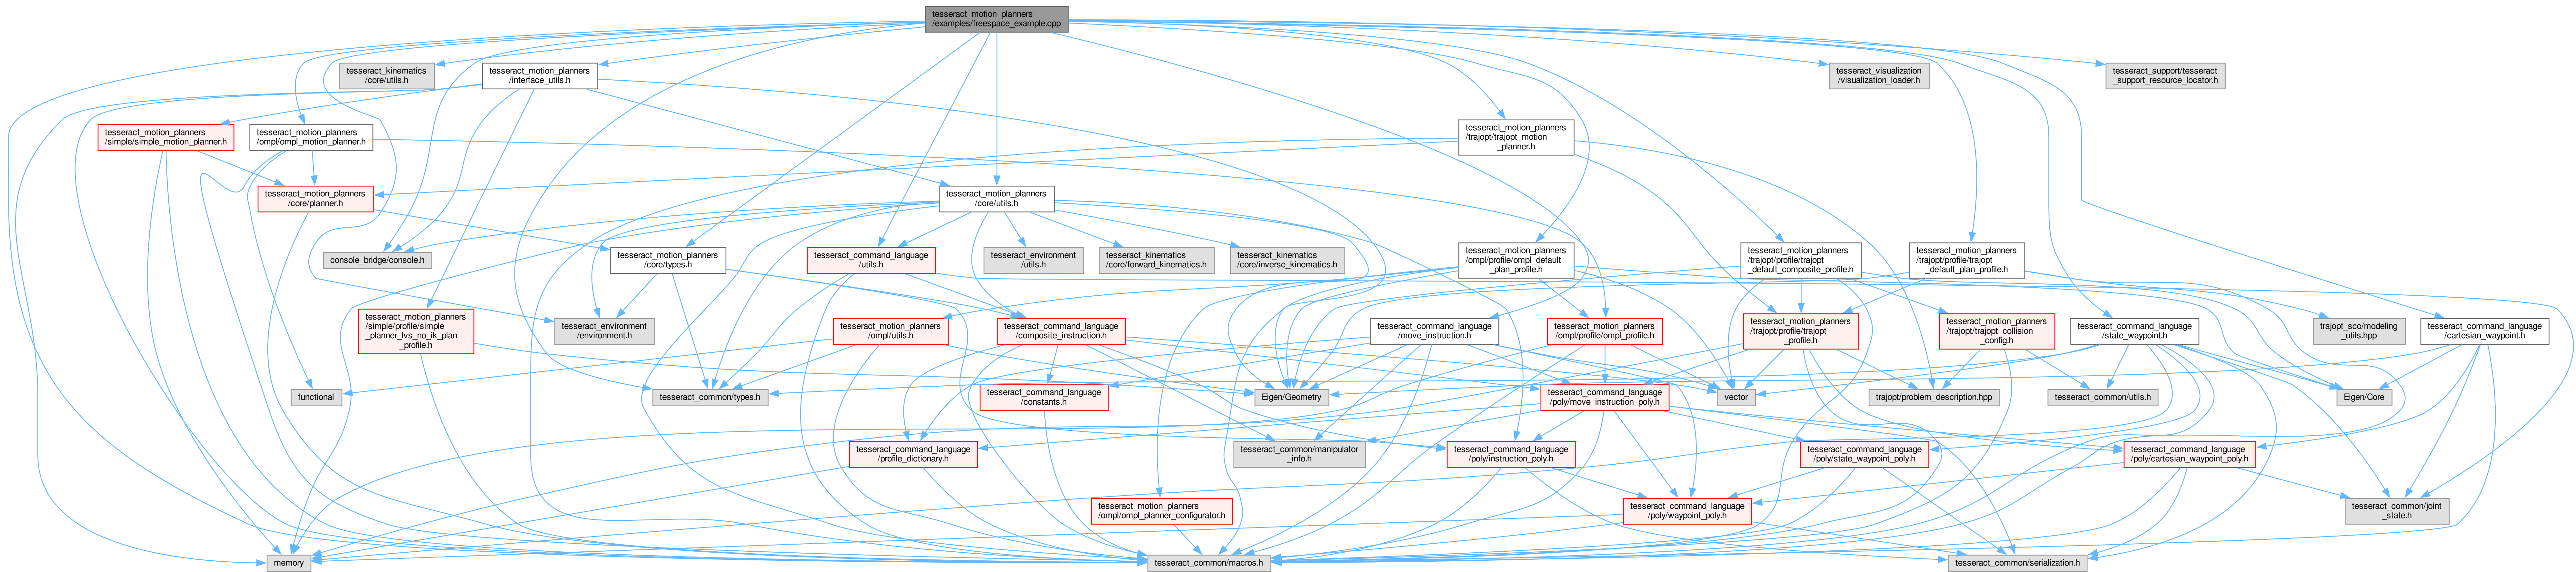 tesseract_motion_planners
/examples/freespace_example.cpp
tesseract_kinematics
/core/utils.h
tesseract_motion_planners
/interface_utils.h
tesseract_visualization
/visualization_loader.h
tesseract_support/tesseract
_support_resource_locator.h
tesseract_motion_planners
/simple/simple_motion_planner.h
tesseract_motion_planners
/ompl/ompl_motion_planner.h
tesseract_motion_planners
/trajopt/trajopt_motion
_planner.h
tesseract_motion_planners
/core/planner.h
tesseract_motion_planners
/core/utils.h
console_bridge/console.h
tesseract_motion_planners
/core/types.h
tesseract_command_language
/utils.h
tesseract_environment
/utils.h
tesseract_kinematics
/core/forward_kinematics.h
tesseract_kinematics
/core/inverse_kinematics.h
tesseract_motion_planners
/ompl/profile/ompl_default
_plan_profile.h
tesseract_motion_planners
/trajopt/profile/trajopt
_default_composite_profile.h
tesseract_motion_planners
/trajopt/profile/trajopt
_default_plan_profile.h
tesseract_motion_planners
/simple/profile/simple
_planner_lvs_no_ik_plan
_profile.h
tesseract_environment
/environment.h
tesseract_motion_planners
/ompl/utils.h
tesseract_command_language
/composite_instruction.h
tesseract_command_language
/move_instruction.h
tesseract_motion_planners
/ompl/profile/ompl_profile.h
tesseract_motion_planners
/trajopt/profile/trajopt
_profile.h
tesseract_motion_planners
/trajopt/trajopt_collision
_config.h
tesseract_command_language
/state_waypoint.h
trajopt_sco/modeling
_utils.hpp
tesseract_command_language
/cartesian_waypoint.h
functional
tesseract_common/types.h
tesseract_command_language
/constants.h
Eigen/Geometry
tesseract_command_language
/poly/move_instruction_poly.h
vector
trajopt/problem_description.hpp
tesseract_common/utils.h
Eigen/Core
tesseract_command_language
/profile_dictionary.h
tesseract_common/manipulator
_info.h
tesseract_command_language
/poly/instruction_poly.h
tesseract_command_language
/poly/state_waypoint_poly.h
tesseract_command_language
/poly/cartesian_waypoint_poly.h
tesseract_motion_planners
/ompl/ompl_planner_configurator.h
tesseract_command_language
/poly/waypoint_poly.h
tesseract_common/joint
_state.h
memory
tesseract_common/macros.h
tesseract_common/serialization.h